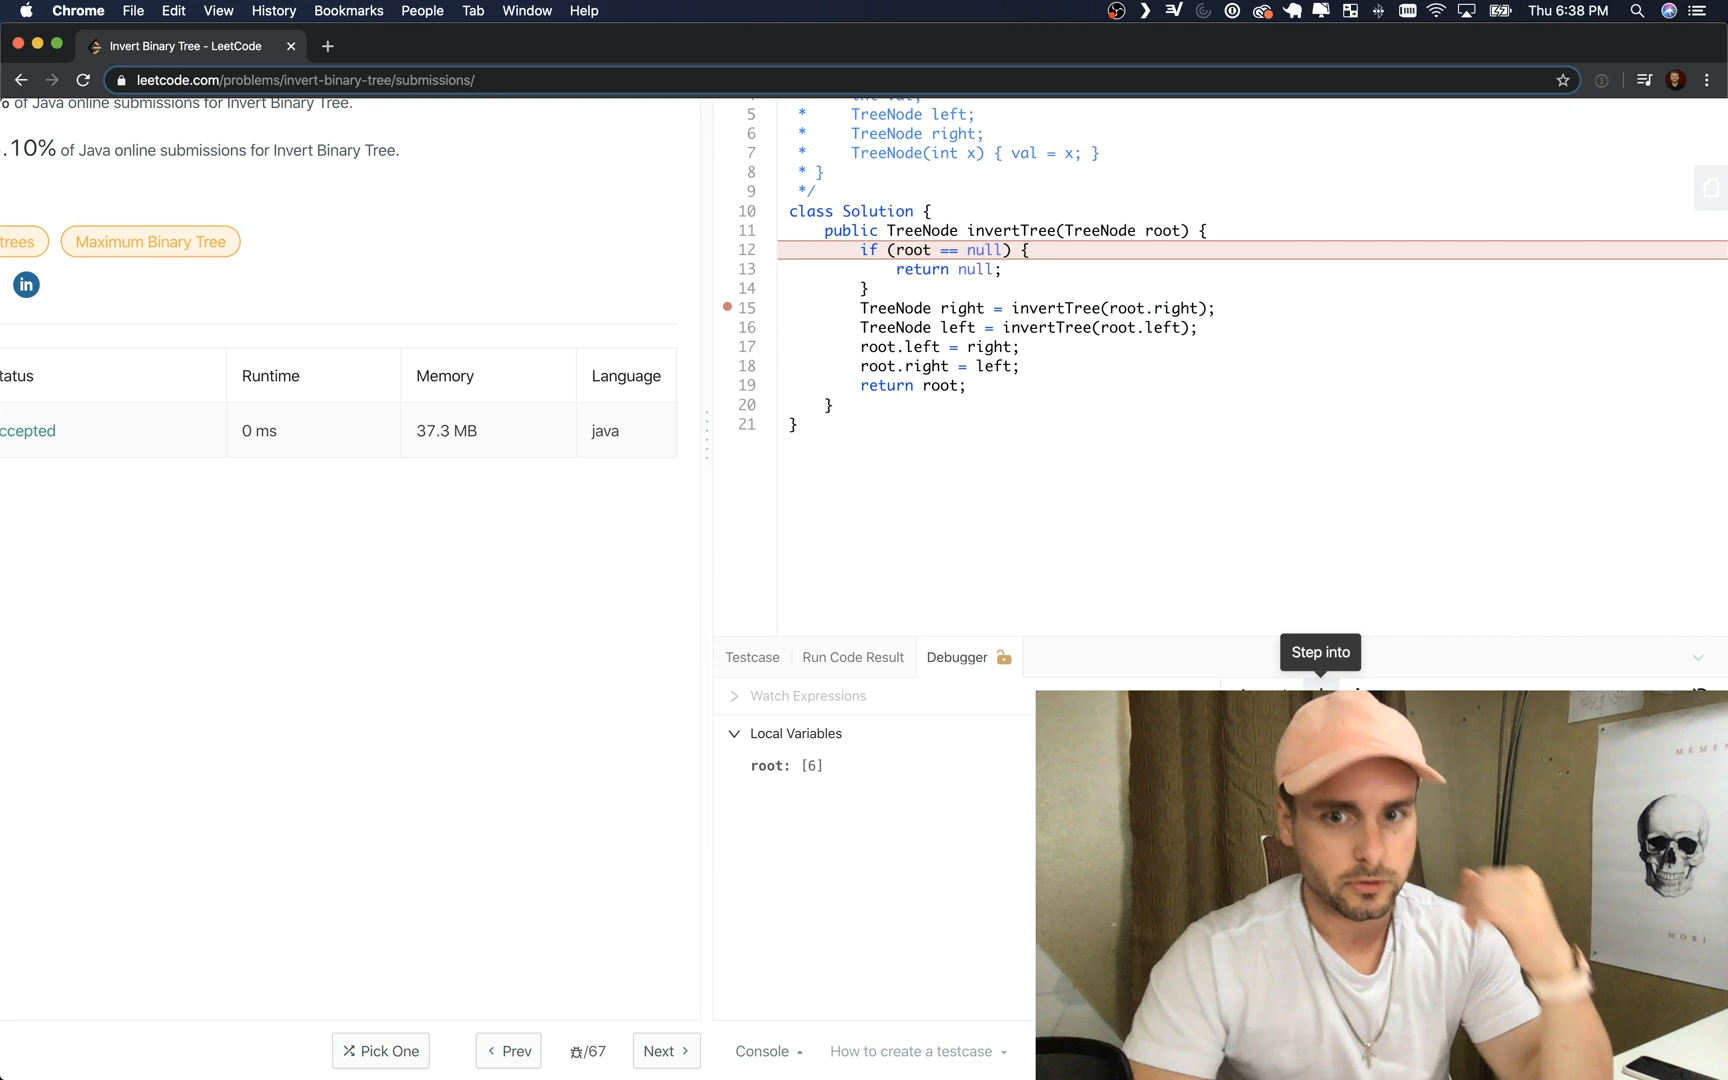 Chrome File Edit View History Bookmarks People Tab Window Help
Thu 6:38 PM
Invert Binary Tree - LeetCode
leetcode.com/problems/invert-binary-tree/submissions/
of Java online submissions for Invert Binary Tree.
.10% of Java online submissions for Invert Binary Tree.
trees
Maximum Binary Tree
in
tatus Runtime Memory Language
ccepted 0 ms 37.3 MB java
Pick One
Prev
/67
Next
5 * TreeNode left;
6 * TreeNode right;
7 * TreeNode(int x) { val = x; }
8 * }
9 */
10 class Solution {
11 public TreeNode invertTree(TreeNode root) {
12 if (root == null) {
13 return null;
14 }
15 TreeNode right = invertTree(root.right);
16 TreeNode left = invertTree(root.left);
17 root.left = right;
18 root.right = left;
19 return root;
20 }
21 }
Testcase Run Code Result Debugger
Step into
Watch Expressions
Local Variables
root: [6]
Console
How to create a testcase
MEMEN
MORI